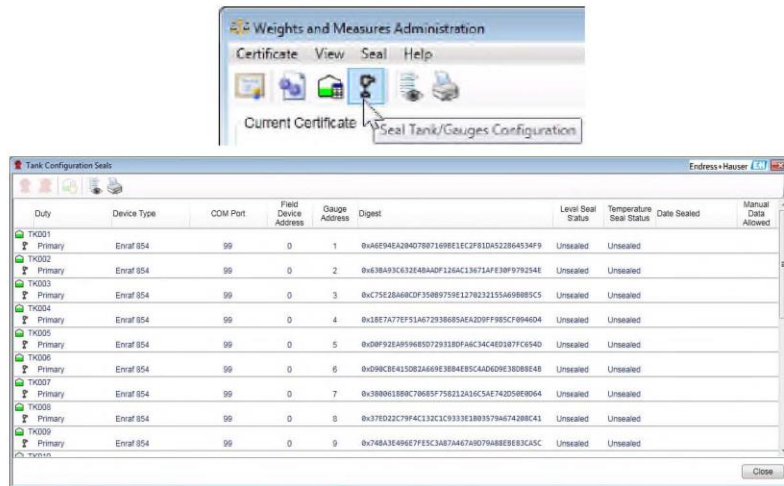 Weights and Measures Administration
Certificate View Seal Help
Current Certificate
Seal Tank/Gauges Configuration
Tank Configuration Seals
Endress+Hauser EH
Duty Device Type COM Port Field Device Address Gauge Address Digest Level Seal Status Temperature Seal Status Date Sealed Manual Data Allowed
TK001
Primary Enraf 854 99 0 1 Unsealed Unsealed
TK002
Primary Enraf 854 99 0 2 Unsealed Unsealed
TK003
Primary Enraf 854 99 0 3 Unsealed Unsealed
TK004
Primary Enraf 854 99 0 4 Unsealed Unsealed
TK005
Primary Enraf 854 99 0 5 Unsealed Unsealed
TK006
Primary Enraf 854 99 0 6 Unsealed Unsealed
TK007
Primary Enraf 854 99 0 7 Unsealed Unsealed
TK008
Primary Enraf 854 99 0 8 Unsealed Unsealed
TK009
Primary Enraf 854 99 0 9 Unsealed Unsealed
TK010
Close